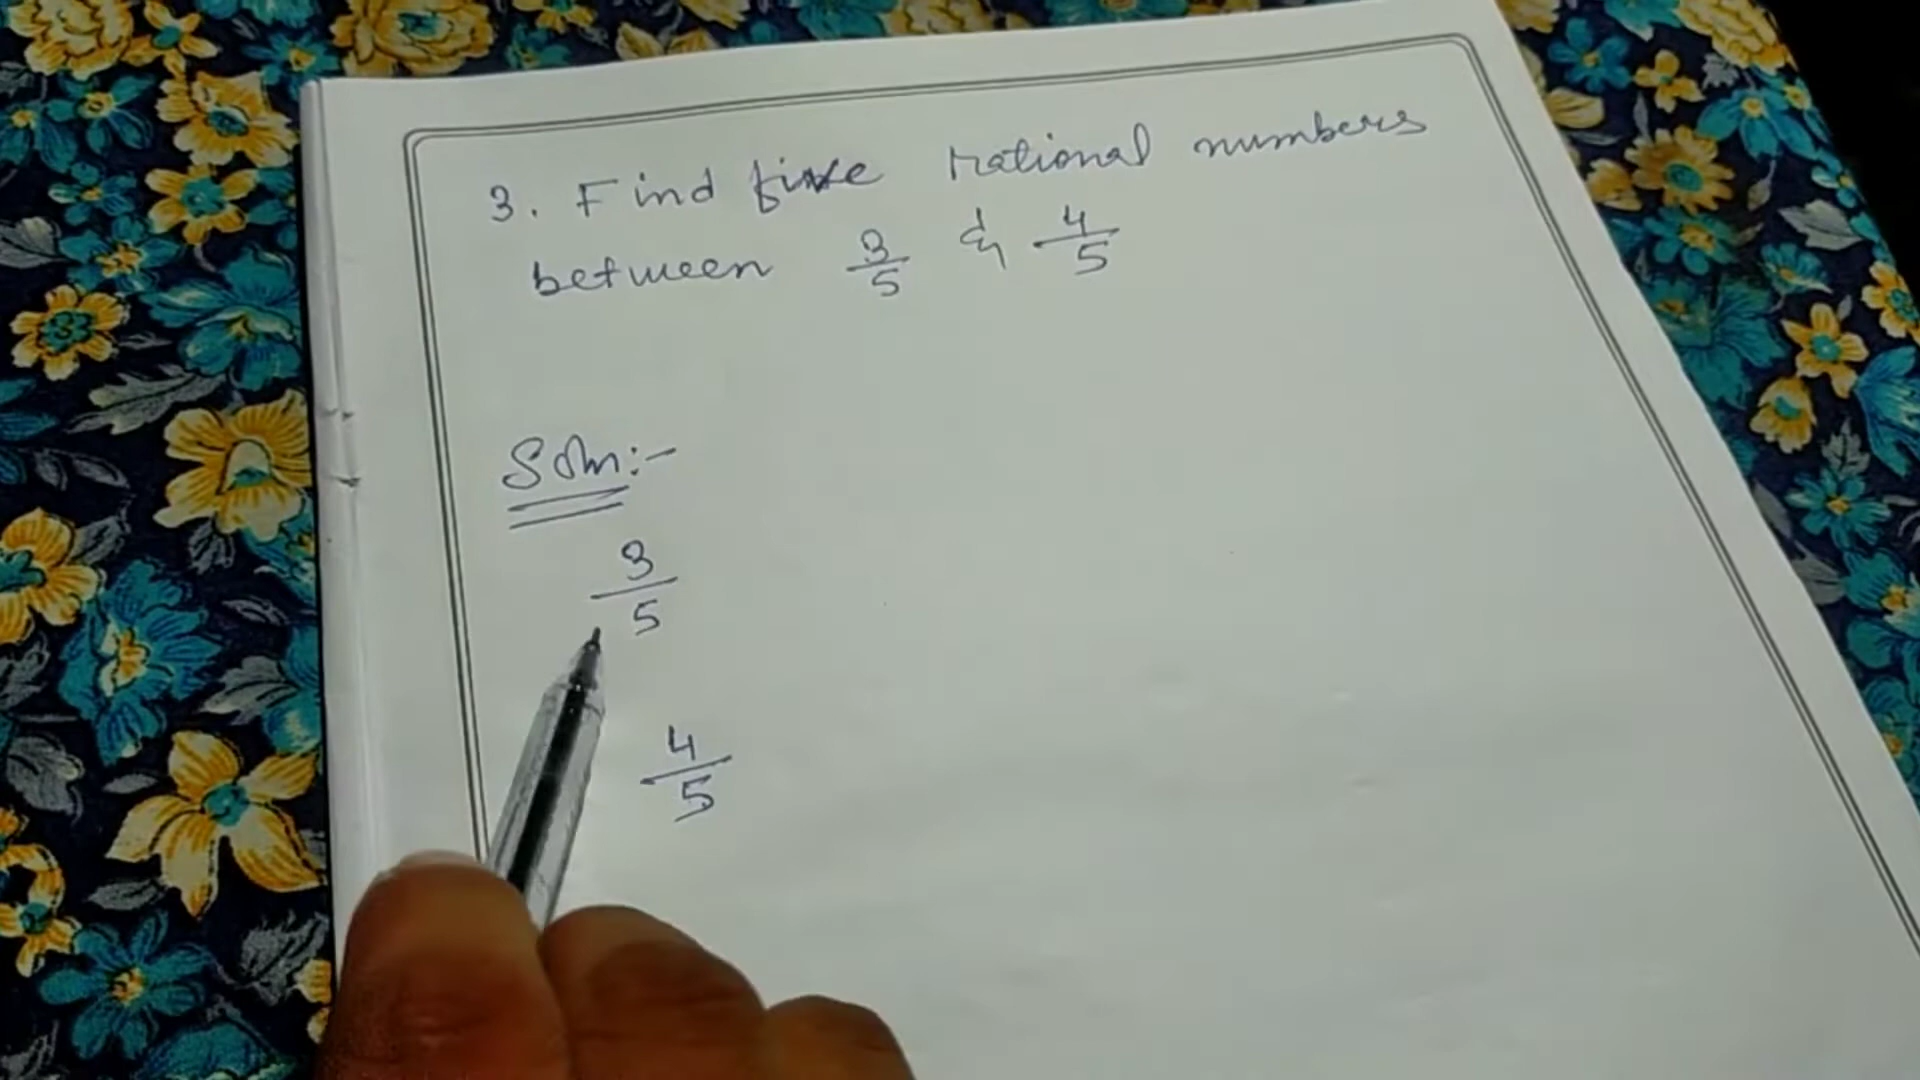 3. Find five rational numbers
between 3/5 & 4/5
Soln:-
3/5
4/5